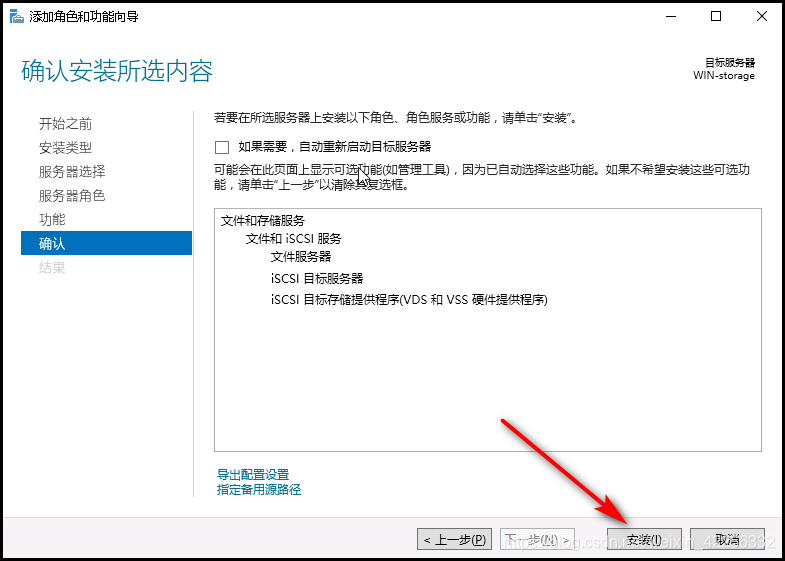 添加角色和功能向导
确认安装所选内容
目标服务器
WIN-storage
开始之前
安装类型
服务器选择
服务器角色
功能
确认
结果
若要在所选服务器上安装以下角色、角色服务或功能，请单击“安装”。
如果需要，自动重新启动目标服务器
可能会在此页面上显示可选功能(如管理工具)，因为已自动选择这些功能。如果不希望安装这些可选功
能，请单击“上一步”以清除其复选框。
文件和存储服务
文件和 iSCSI 服务
文件服务器
iSCSI 目标服务器
iSCSI 目标存储提供程序(VDS 和 VSS 硬件提供程序)
导出配置设置
指定备用源路径
< 上一步(P)
下一步(N) >
安装(I)
取消